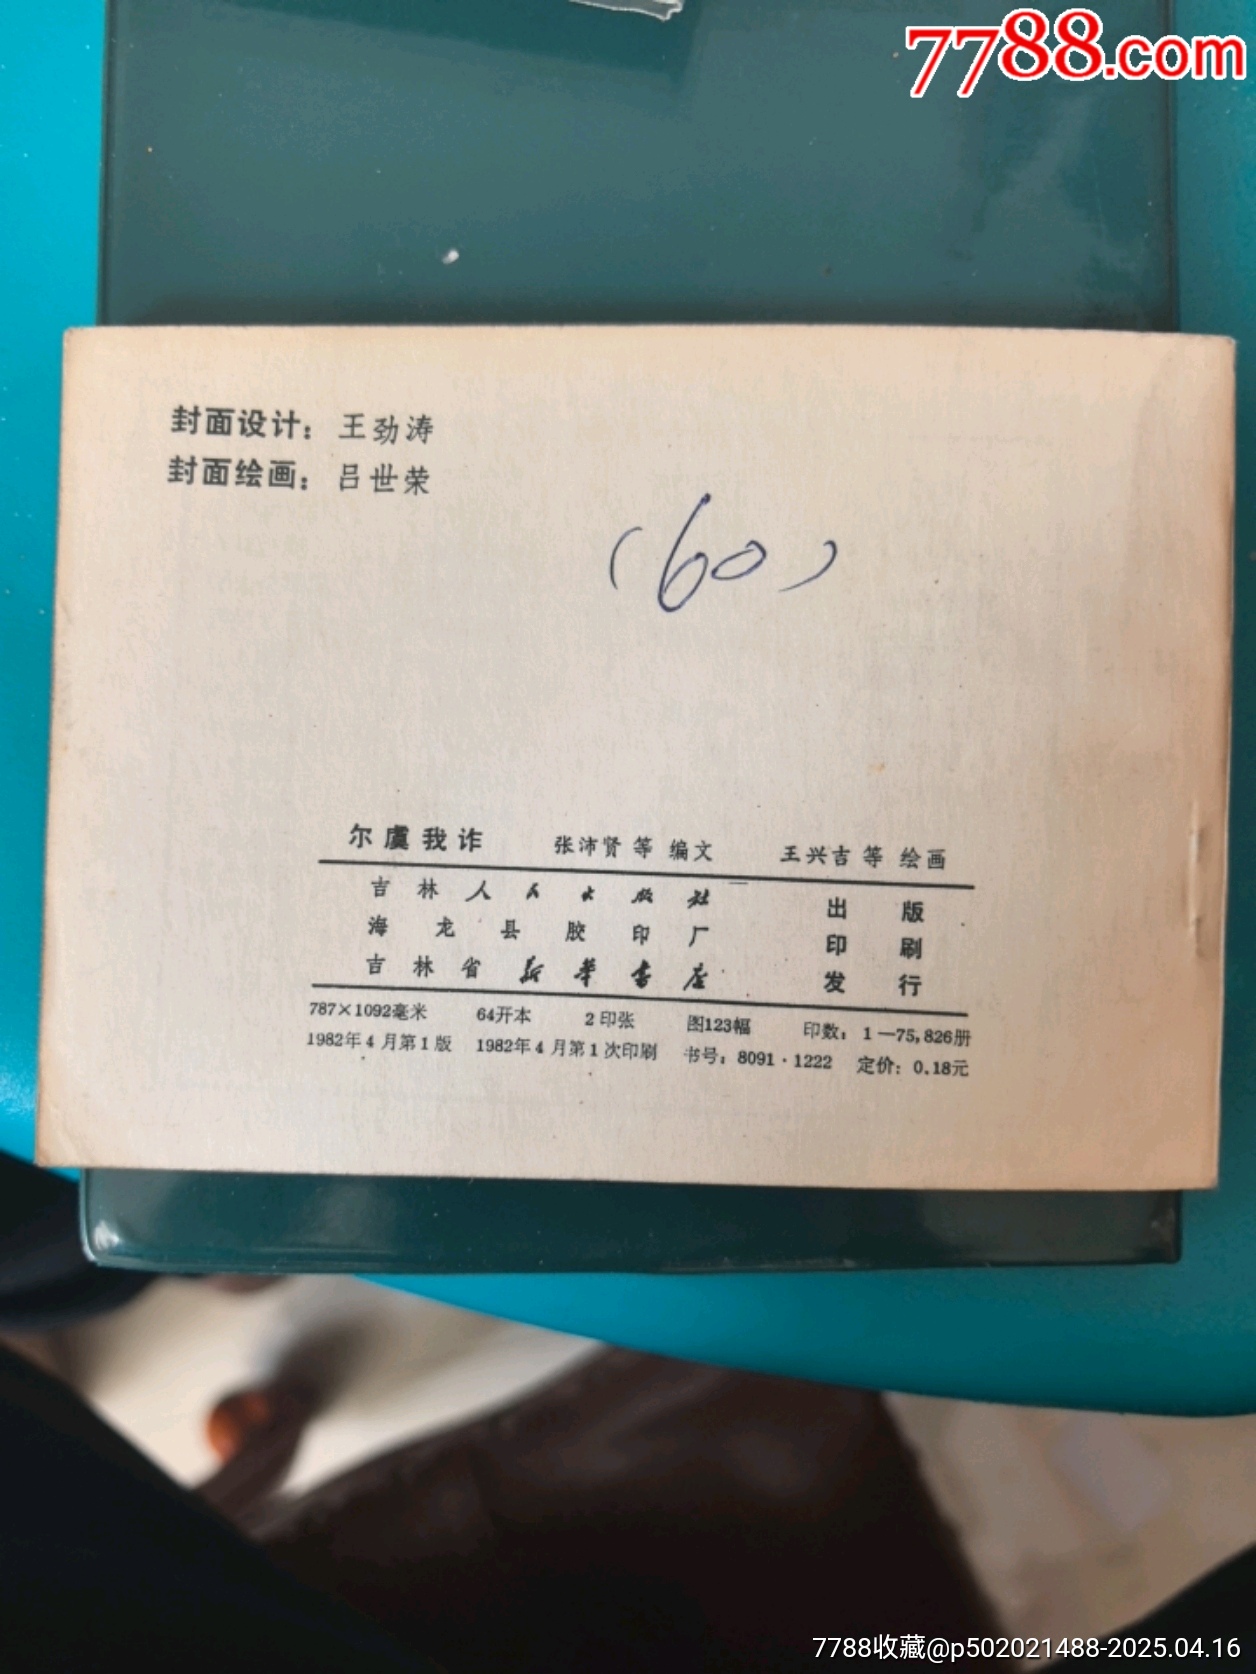 7788.com
封面设计：王劲涛
封面绘画：吕世荣
(60)
尔虞我诈 张沛贤等 编文 王兴吉等 绘画
吉林人民出版社 出版
海龙县胶印厂 印刷
吉林省新华书店 发行
787×1092毫米 64开本 2印张 图123幅 印数：1—75,826册
1982年4月第1版 1982年4月第1次印刷 书号：8091·1222 定价：0.18元
7788收藏@p502021488-2025.04.16